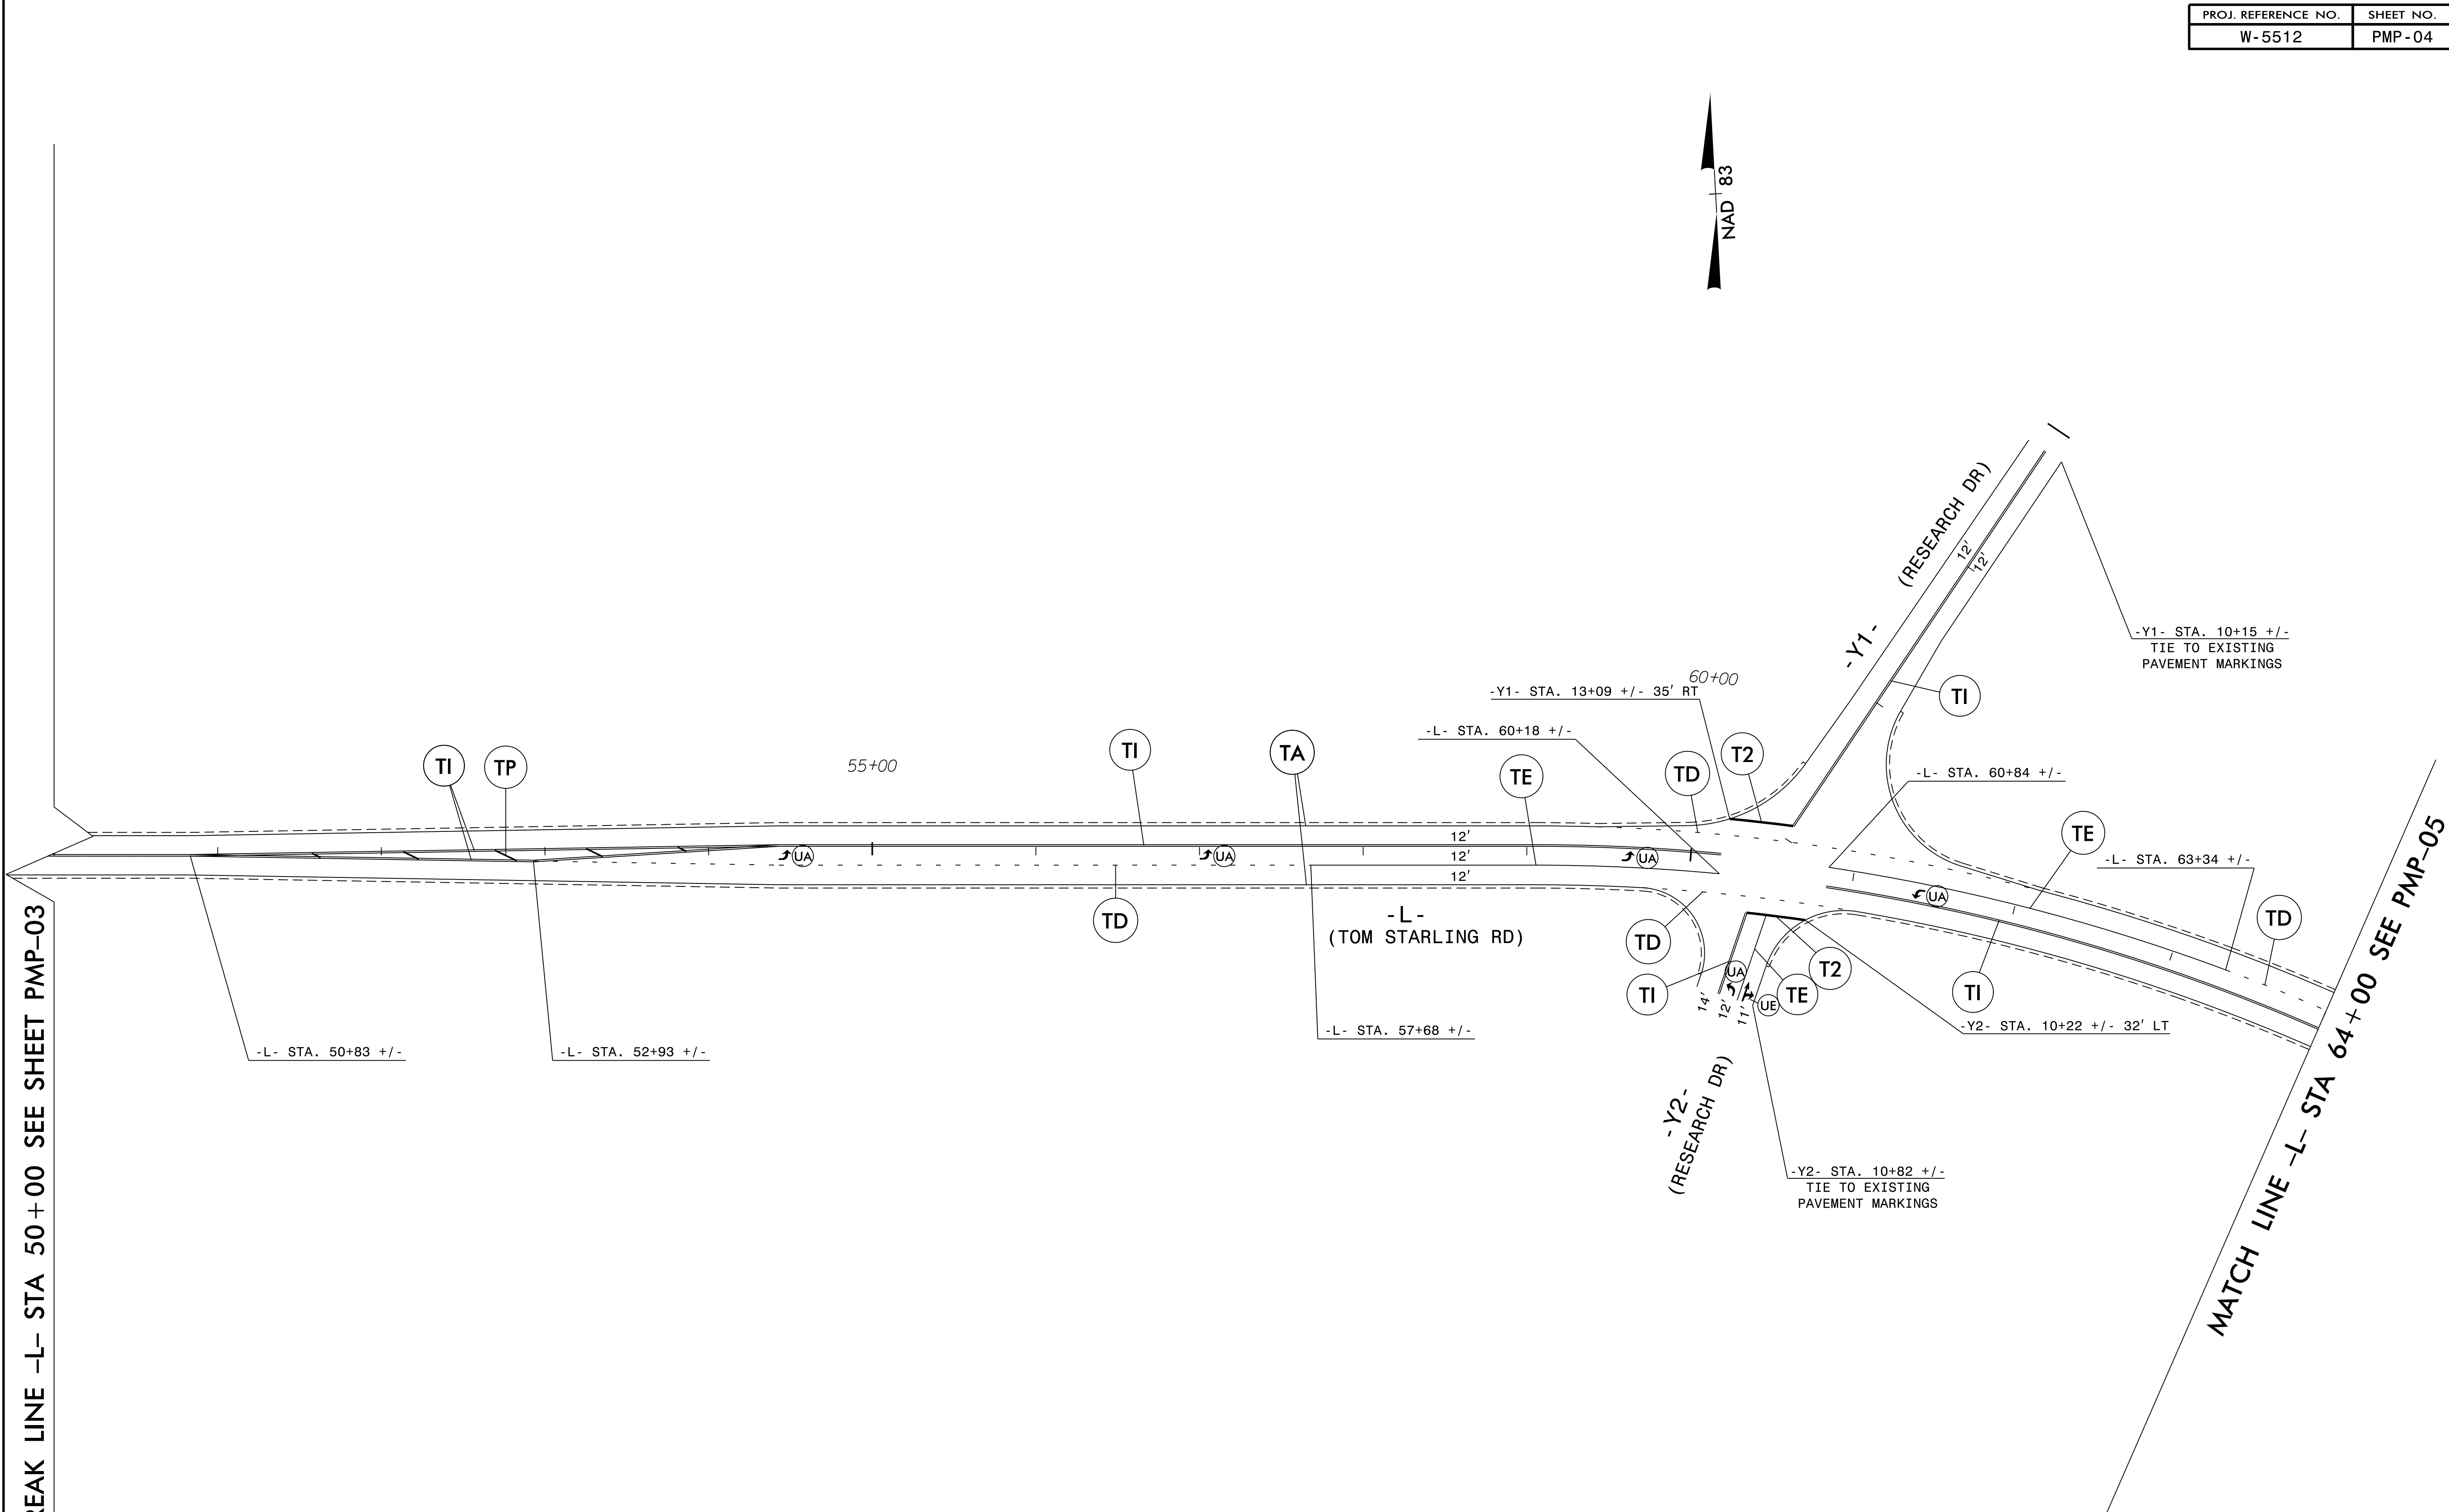 PROJ. REFERENCE NO. SHEET NO.
W-5512 PMP-04
NAD 83
(RESEARCH DR)
12'
12'
-Y1-
-Y1- STA. 10+15 +/-
TIE TO EXISTING
PAVEMENT MARKINGS
60+00
-Y1- STA. 13+09 +/- 35' RT
TI
-L- STA. 60+18 +/-
TI
TP
55+00
TI
TA
TE
TD
T2
-L- STA. 60+84 +/-
12'
12'
12'
UA
UA
UA
TE
-L- STA. 63+34 +/-
UA
TD
TD
-L-
(TOM STARLING RD)
TD
TI
UA
T2
TE
UE
TI
14'
12'
11'
-L- STA. 57+68 +/-
-Y2- STA. 10+22 +/- 32' LT
-L- STA. 50+83 +/-
-L- STA. 52+93 +/-
-Y2-
(RESEARCH DR)
-Y2- STA. 10+82 +/-
TIE TO EXISTING
PAVEMENT MARKINGS
LINE -L- STA 50+00 SEE SHEET PMP-03
MATCH LINE -L- STA 64+00 SEE PMP-05